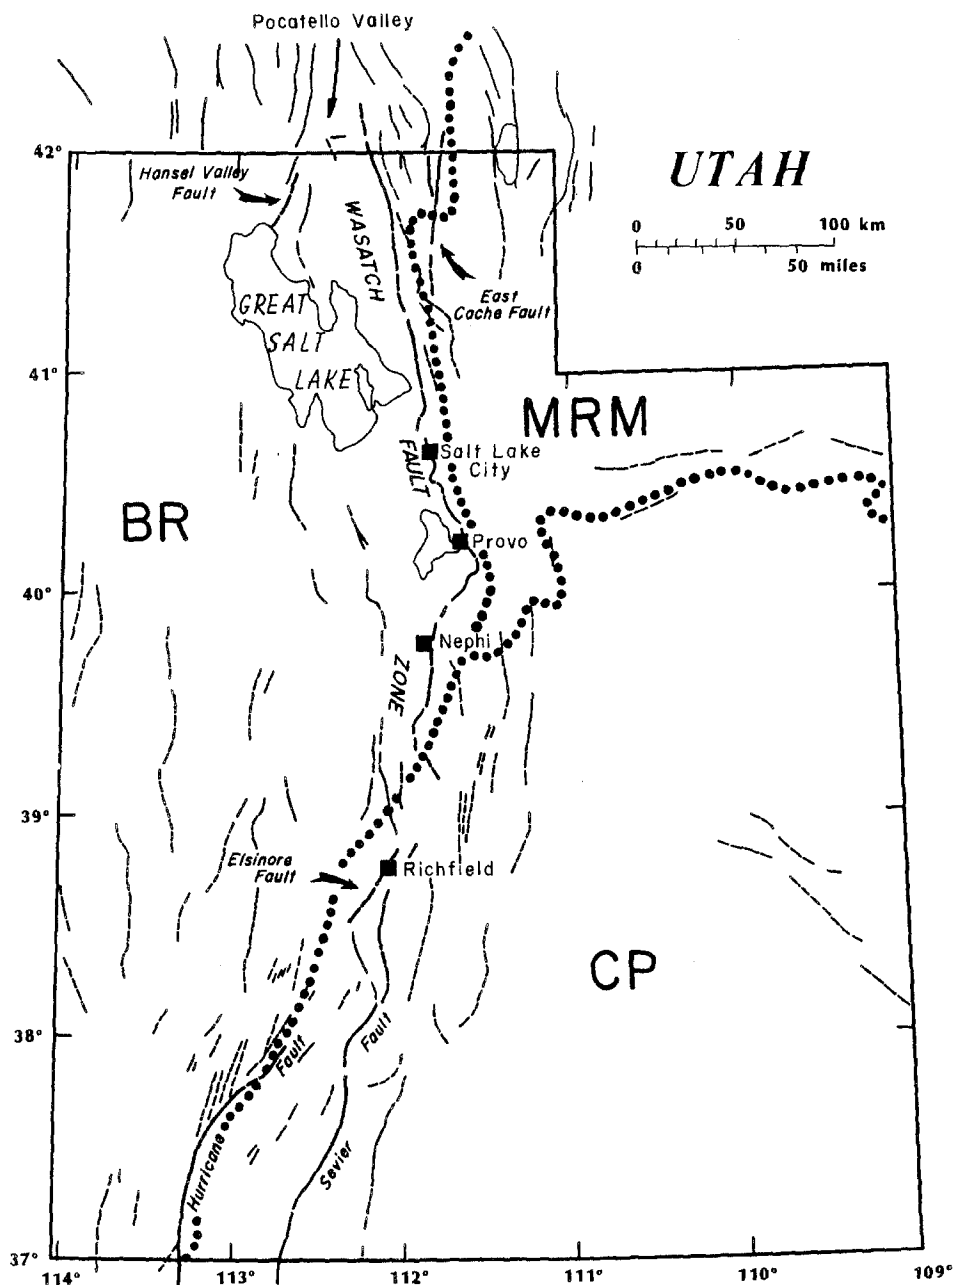 Pocatello Valley
42°
Hansel Valley
Fault
UTAH
0 50 100 km
0 50 miles
WASATCH
East
Cache Fault
GREAT
SALT
LAKE
41°
MRM
FAULT
Salt Lake
City
BR
Provo
40°
Nephi
ZONE
39°
Elsinore
Fault
Richfield
CP
38°
Fault
Fault
Hurricane
Sevier
37°
114° 113° 112° 111° 110° 109°